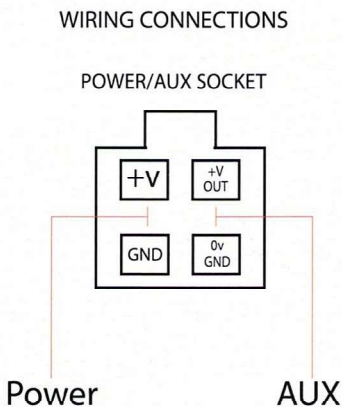 WIRING CONNECTIONS
POWER/AUX SOCKET
+V
+V
OUT
GND
0v
GND
Power
AUX